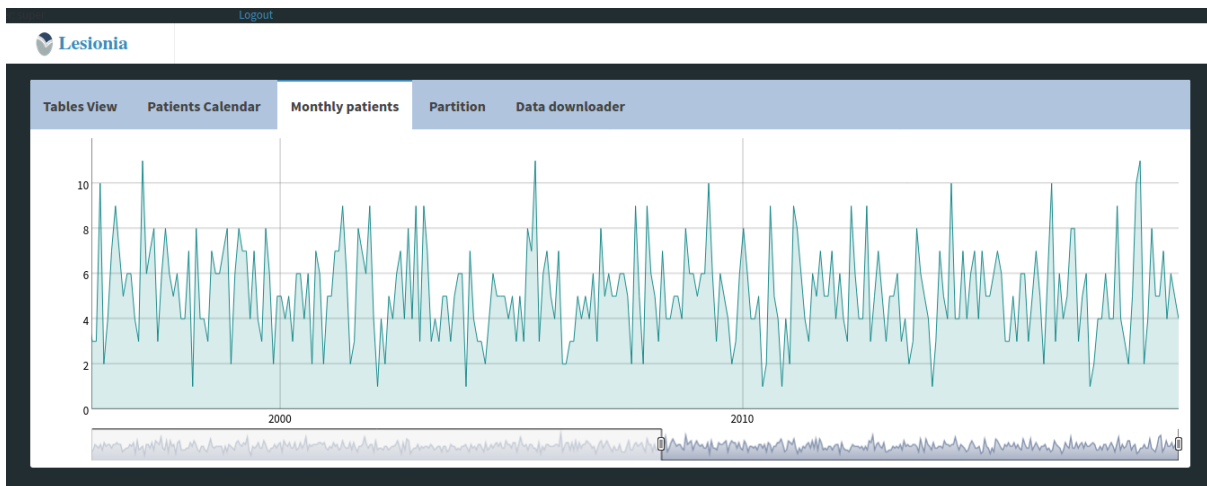 Logout
Lesionia
Tables View Patients Calendar Monthly patients Partition Data downloader
10
8
6
4
2
0
2000 2010